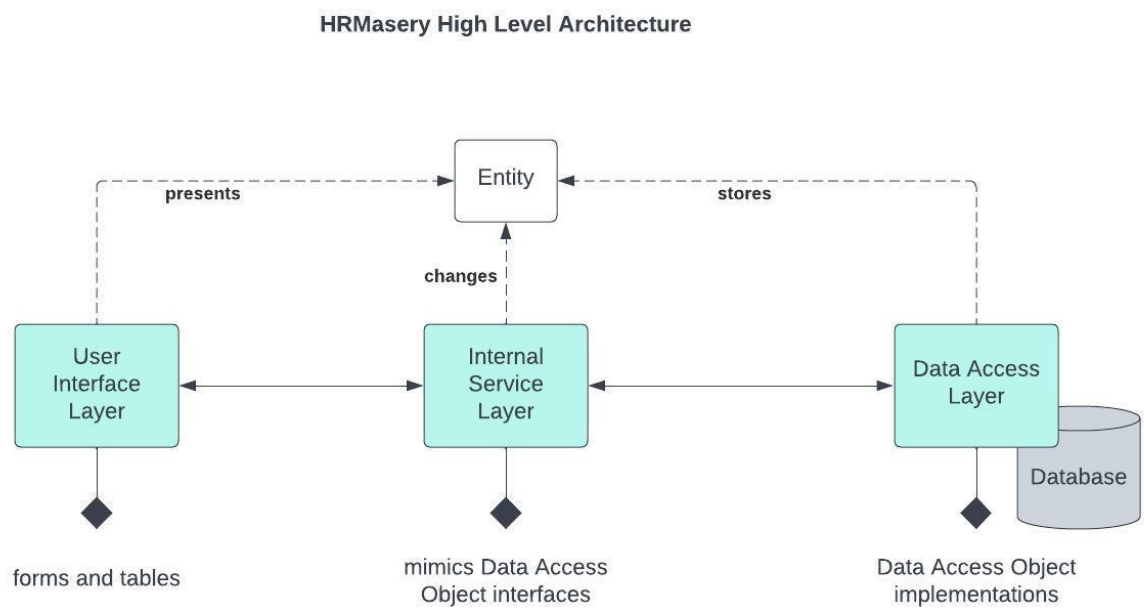 HRMasery High Level Architecture
Entity
presents
stores
changes
User
Interface
Layer
Internal
Service
Layer
Data Access
Layer
Database
forms and tables
mimics Data Access
Object interfaces
Data Access Object
implementations